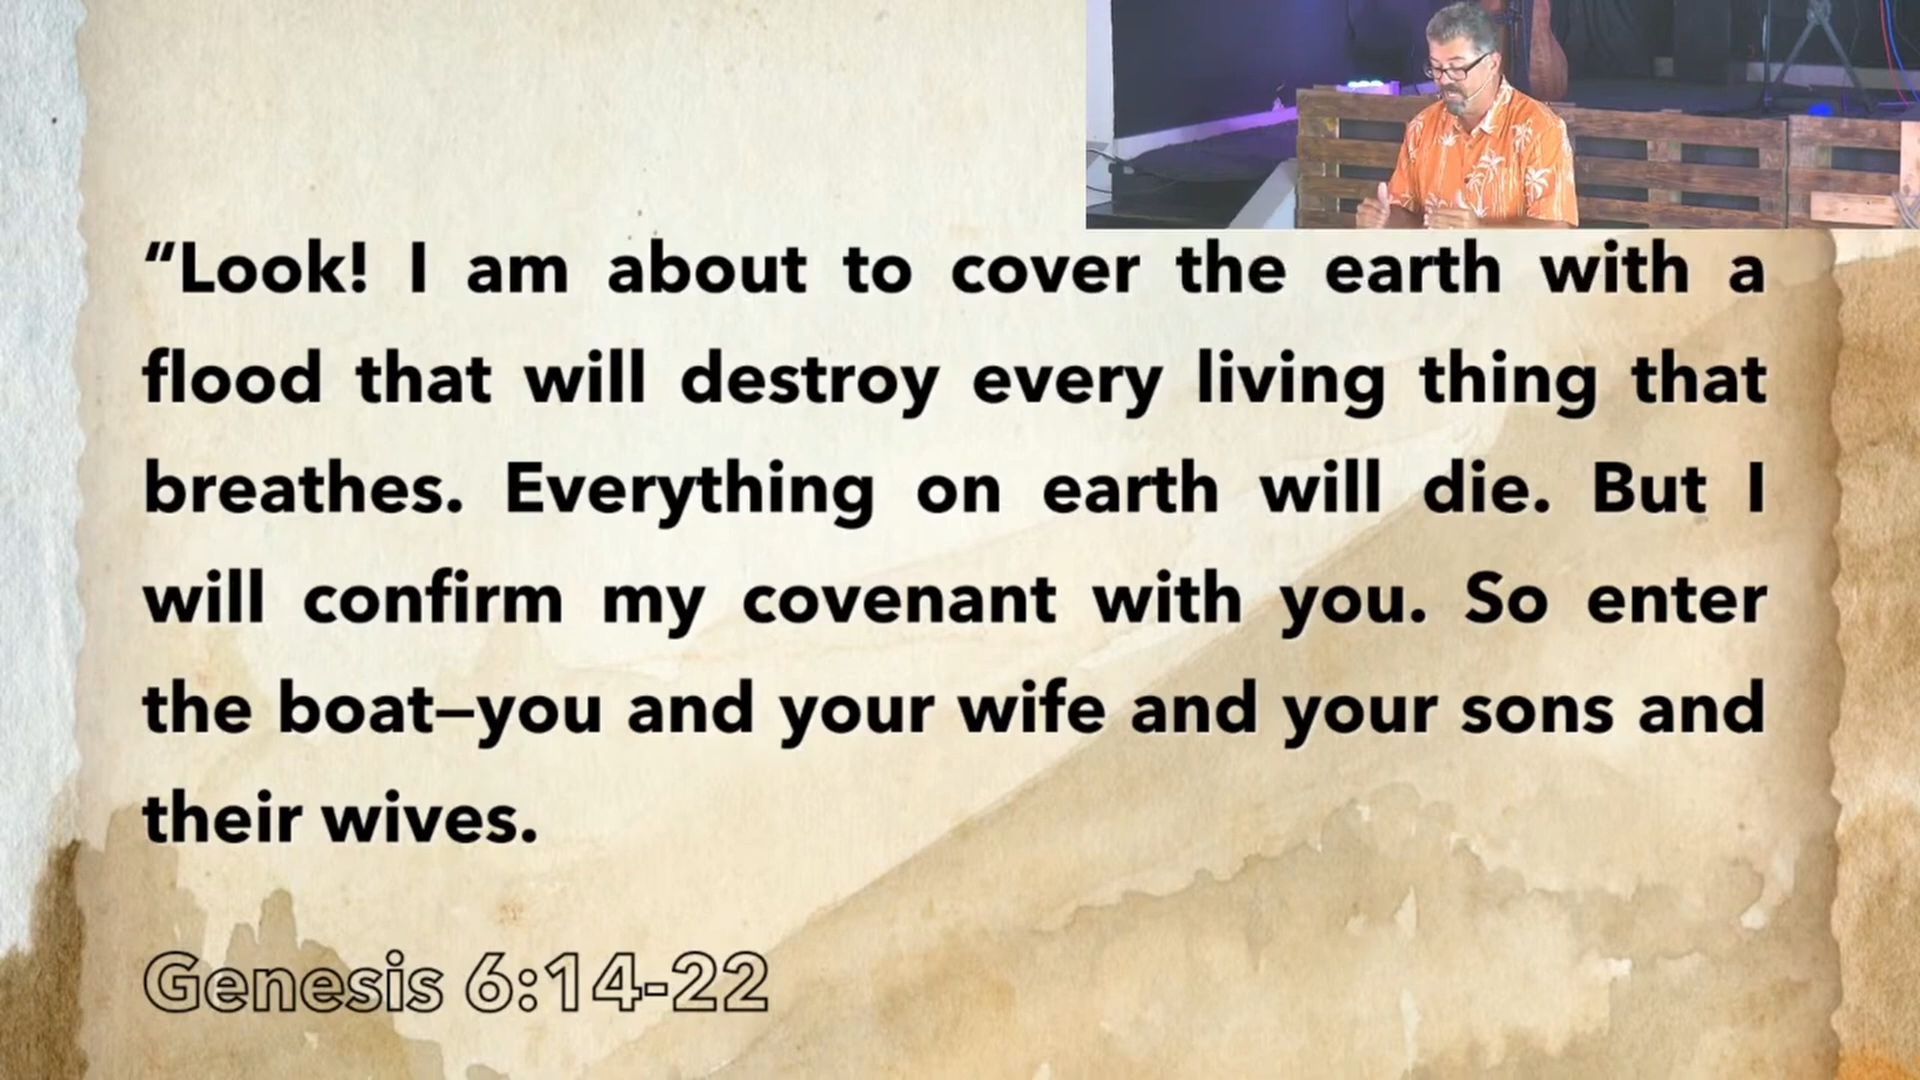 “Look! I am about to cover the earth with a
flood that will destroy every living thing that
breathes. Everything on earth will die. But I
will confirm my covenant with you. So enter
the boat—you and your wife and your sons and
their wives.
Genesis 6:14-22